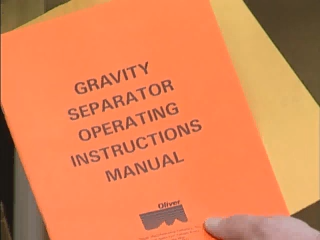 GRAVITY
SEPARATOR
OPERATING
INSTRUCTIONS
MANUAL
Oliver